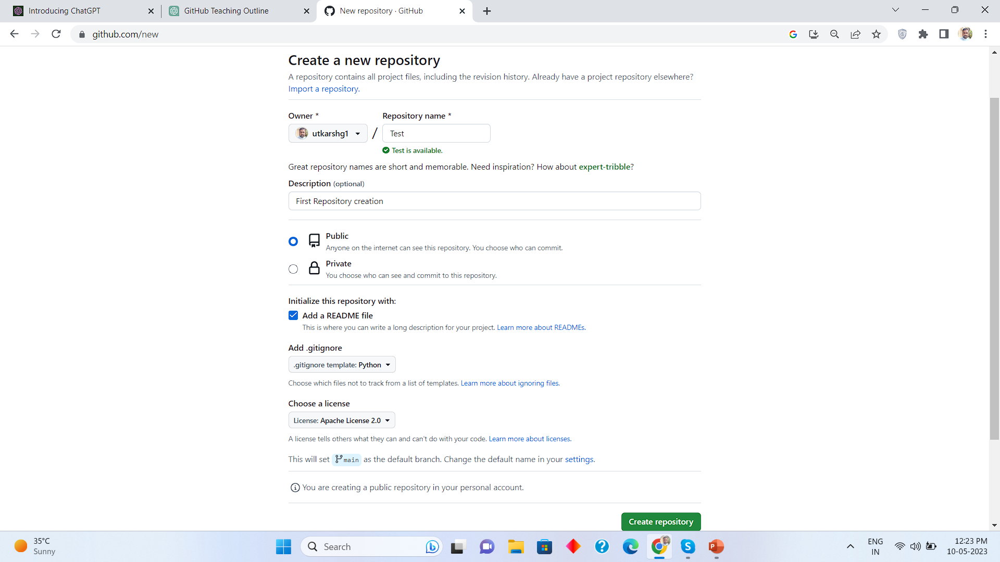 Introducing ChatGPT
GitHub Teaching Outline
New repository · GitHub
github.com/new
Create a new repository
A repository contains all project files, including the revision history. Already have a project repository elsewhere?
Import a repository.
Owner *
Repository name *
utkarshg1
/
Test
Test is available.
Great repository names are short and memorable. Need inspiration? How about expert-tribble?
Description (optional)
First Repository creation
Public
Anyone on the internet can see this repository. You choose who can commit.
Private
You choose who can see and commit to this repository.
Initialize this repository with:
Add a README file
This is where you can write a long description for your project. Learn more about READMEs.
Add .gitignore
.gitignore template: Python
Choose which files not to track from a list of templates. Learn more about ignoring files.
Choose a license
License: Apache License 2.0
A license tells others what they can and can't do with your code. Learn more about licenses.
This will set main as the default branch. Change the default name in your settings.
You are creating a public repository in your personal account.
Create repository
35°C
Sunny
Search
ENG
IN
12:23 PM
10-05-2023